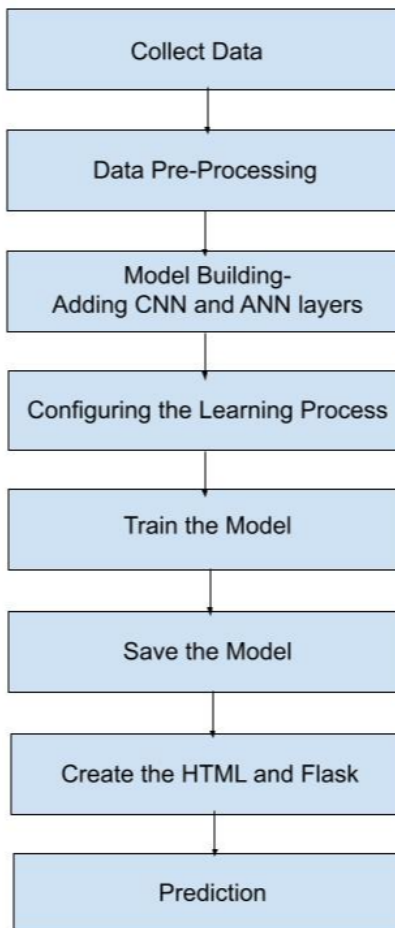 Collect Data
Data Pre-Processing
Model Building-
Adding CNN and ANN layers
Configuring the Learning Process
Train the Model
Save the Model
Create the HTML and Flask
Prediction